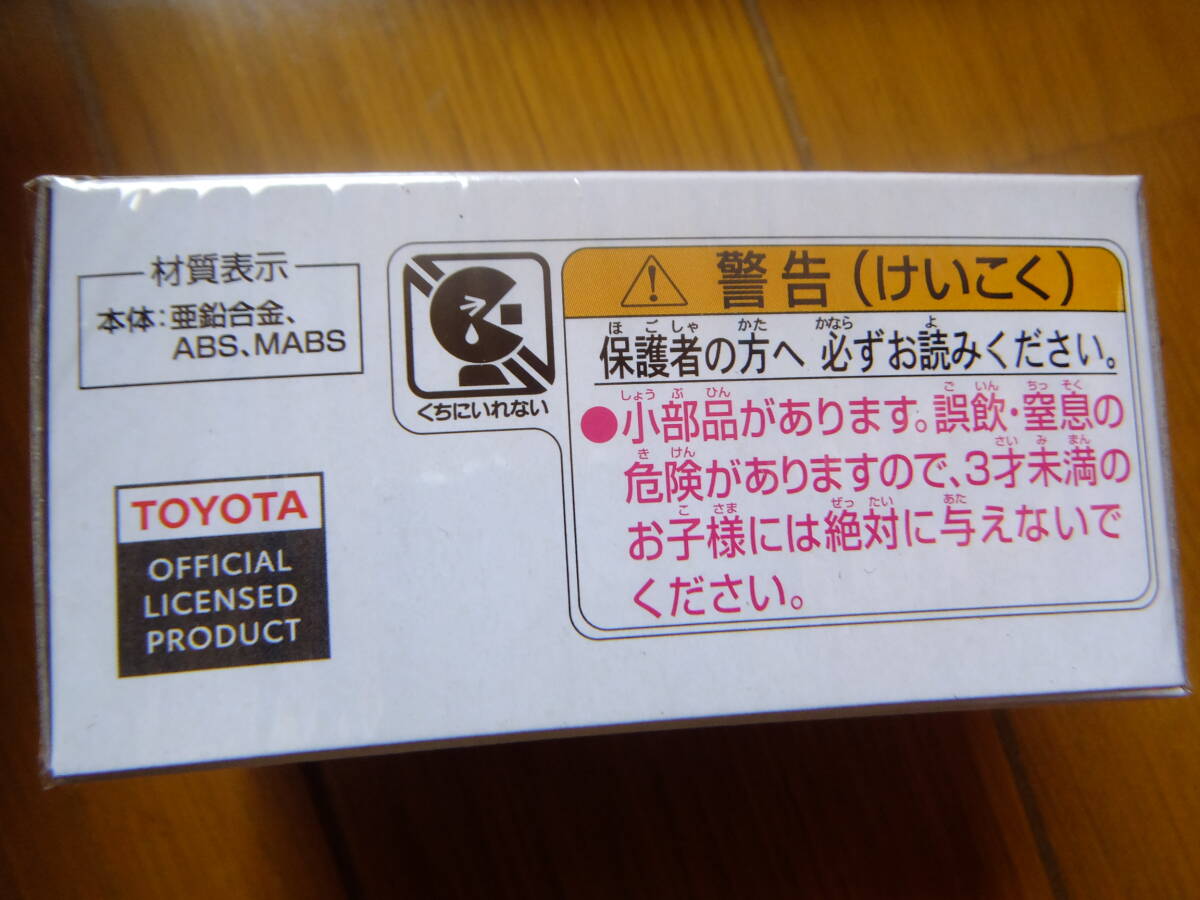 材質表示
本体:亜鉛合金、
ABS、MABS
TOYOTA
OFFICIAL
LICENSED
PRODUCT
くちにいれない
警告(けいこく)
ほごしゃ かた かなら よ
保護者の方へ 必ずお読みください。
しょうぶひん ごいん ちっそく
●小部品があります。誤飲・窒息の
きけん さいみまん
危険がありますので、3才未満の
こさま ぜったい あた
お子様には絶対に与えないで
ください。